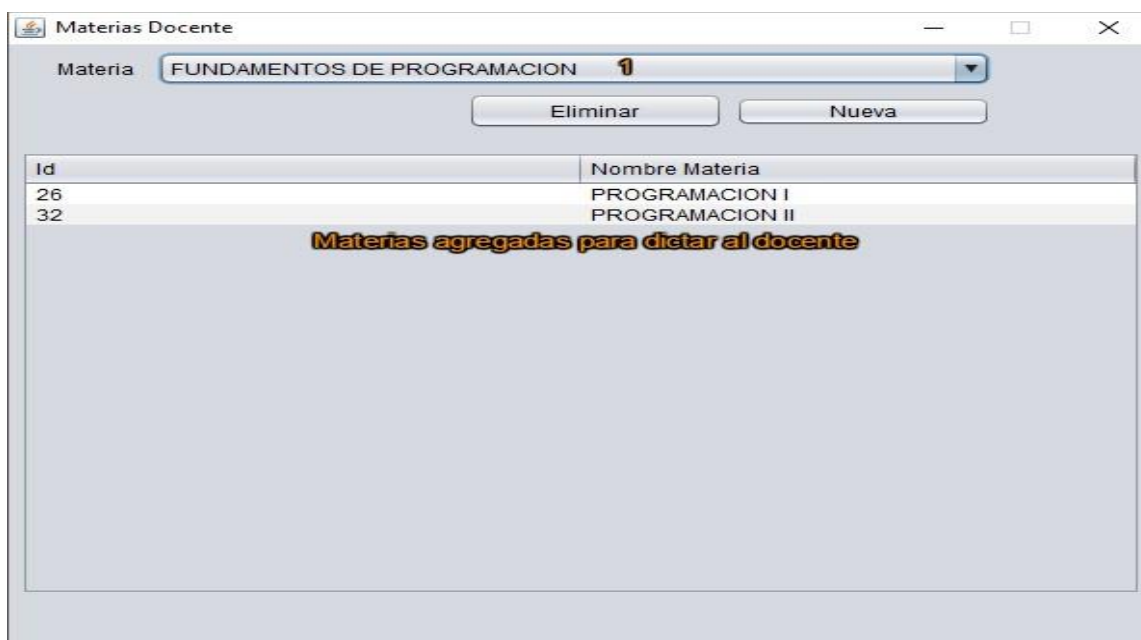 Materias Docente
Materia FUNDAMENTOS DE PROGRAMACION 1
Eliminar Nueva
Id Nombre Materia
26 PROGRAMACION I
32 PROGRAMACION II
Materias agregadas para dictar al docente